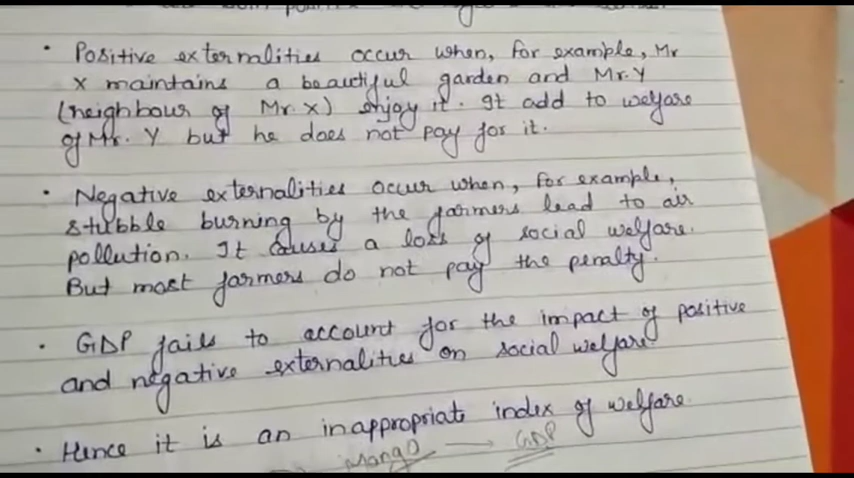 • Positive externalities occur when, for example, Mr
X maintains a beautiful garden and Mr. Y
(neighbour of Mr. X) enjoy it. It add to welfare
of Mr. Y but he does not pay for it.
• Negative externalities occur when, for example,
stubble burning by the farmers lead to air
pollution. It causes a loss of social welfare.
But most farmers do not pay the penalty.
• GDP fails to account for the impact of positive
and negative externalities on social welfare
• Hence it is an inappropriate index of welfare.
Mango → GDP